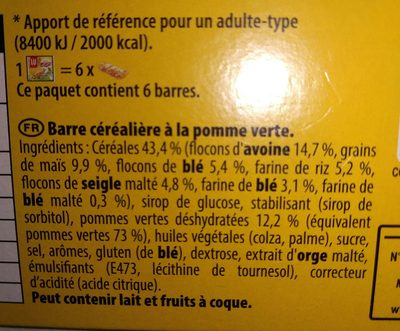 * Apport de référence pour un adulte-type
(8400 kJ / 2000 kcal).
1 LU = 6 x
Ce paquet contient 6 barres.
FR Barre céréalière à la pomme verte.
Ingrédients : Céréales 43,4 % (flocons d'avoine 14,7 %, grains
de maïs 9,9 %, flocons de blé 5,4 %, farine de riz 5,2 %,
flocons de seigle malté 4,8 %, farine de blé 3,1 %, farine de
blé malté 0,3 %), sirop de glucose, stabilisant (sirop de
sorbitol), pommes vertes déshydratées 12,2 % (équivalent
pommes vertes 73 %), huiles végétales (colza, palme), sucre,
sel, arômes, gluten (de blé), dextrose, extrait d'orge malté,
émulsifiants (E473, lécithine de tournesol), correcteur
d'acidité (acide citrique).
Peut contenir lait et fruits à coque.